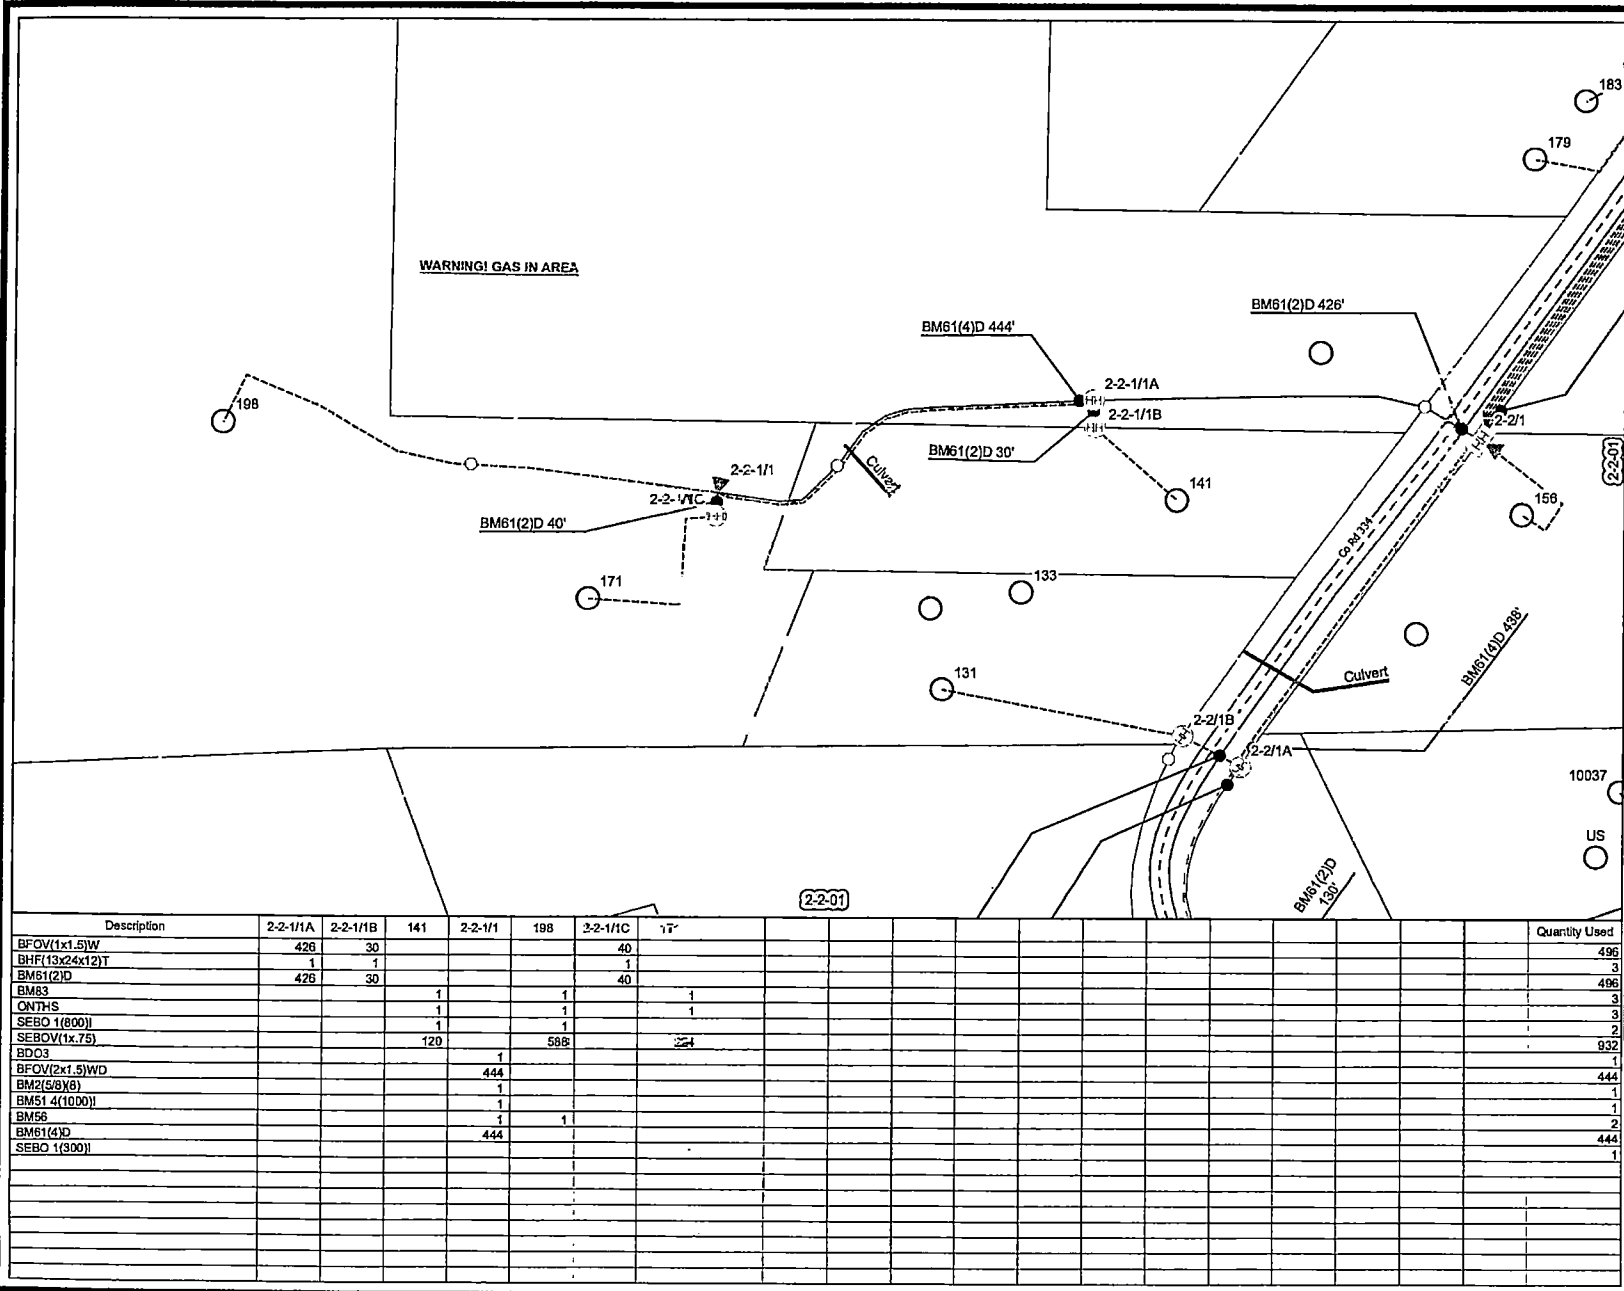 183
179
WARNING! GAS IN AREA
BM61(2)D 426'
BM61(4)D 444'
2-2-1/1A
HH
2-2-1/1B
HH
198
2-2/1
HH
BM61(2)D 30'
Culvert
2-2-01
2-2-1/1
141
156
2-2-1/1C
BM61(2)D 40'
Co Rd 334
171
133
BM61(4)D 438'
131
Culvert
2-2/1B
HH
2-2/1A
10037
US
BM61(2)D
130'
2-2-01
Description 2-2-1/1A 2-2-1/1B 141 2-2-1/1 198 2-2-1/1C Quantity Used
BFOV(1x1.5)W 426 30 40 496
BHF(13x24x12)T 1 1 1 3
BM61(2)D 426 30 40 496
BM83 1 1 1 3
ONTHS 1 1 1 3
SEBO 1(800)I 1 1 2
SEBOV(1x.75) 120 588 932
BDO3 1 1
BFOV(2x1.5)WD 444 444
BM2(5/8)(8) 1 1
BM51 4(1000)I 1 1
BM56 1 1 2
BM61(4)D 444 444
SEBO 1(300)I 1